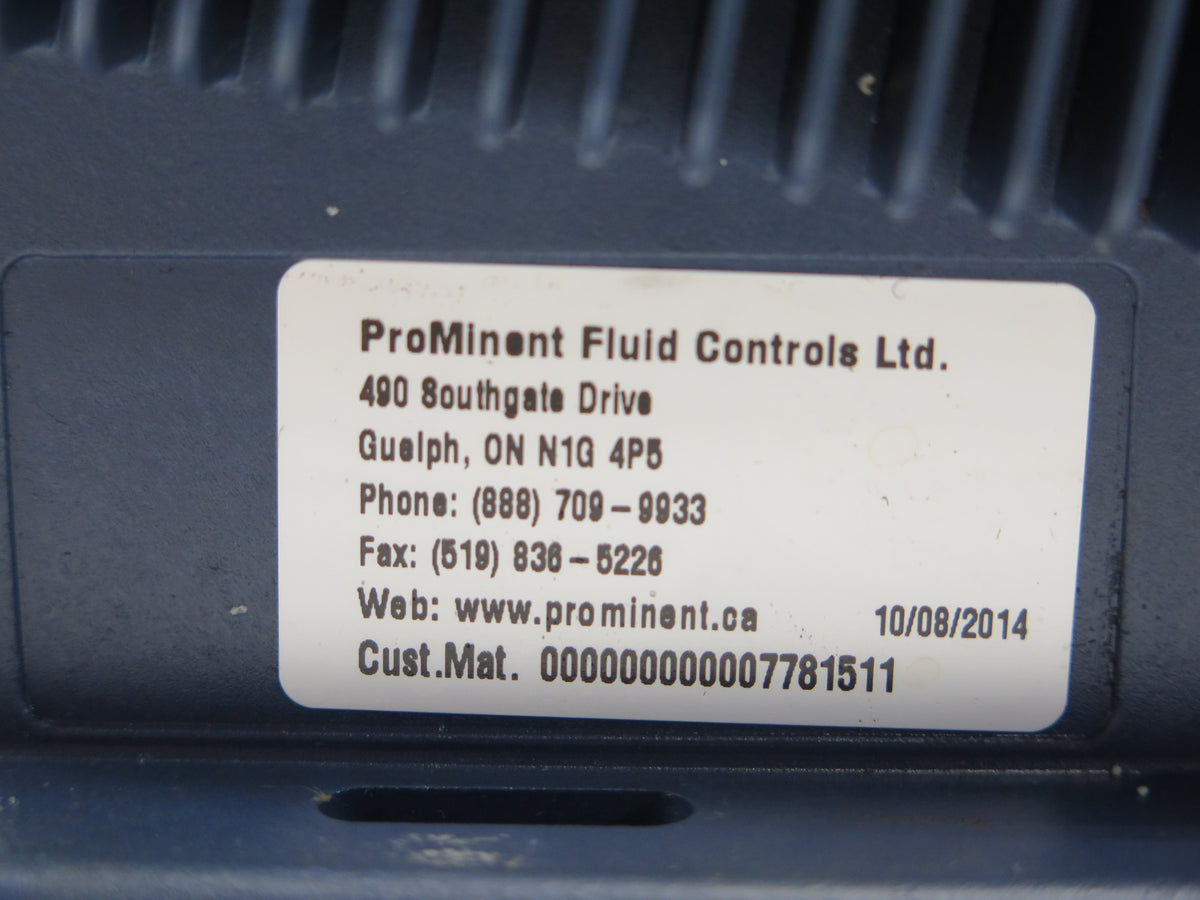 ProMinent Fluid Controls Ltd.
490 Southgate Drive
Guelph, ON N1G 4P5
Phone: (888) 709-9933
Fax: (519) 836-5226
Web: www.prominent.ca 10/08/2014
Cust.Mat. 000000000007781511